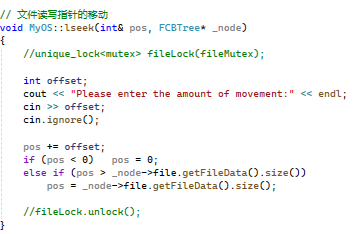 // 文件读写指针的移动
void MyOS::lseek(int& pos, FCBTree* _node)
{
    //unique_lock<mutex> fileLock(fileMutex);

    int offset;
    cout << "Please enter the amount of movement:" << endl;
    cin >> offset;
    cin.ignore();

    pos += offset;
    if (pos < 0)   pos = 0;
    else if (pos > _node->file.getFileData().size())
        pos = _node->file.getFileData().size();

    //fileLock.unlock();
}